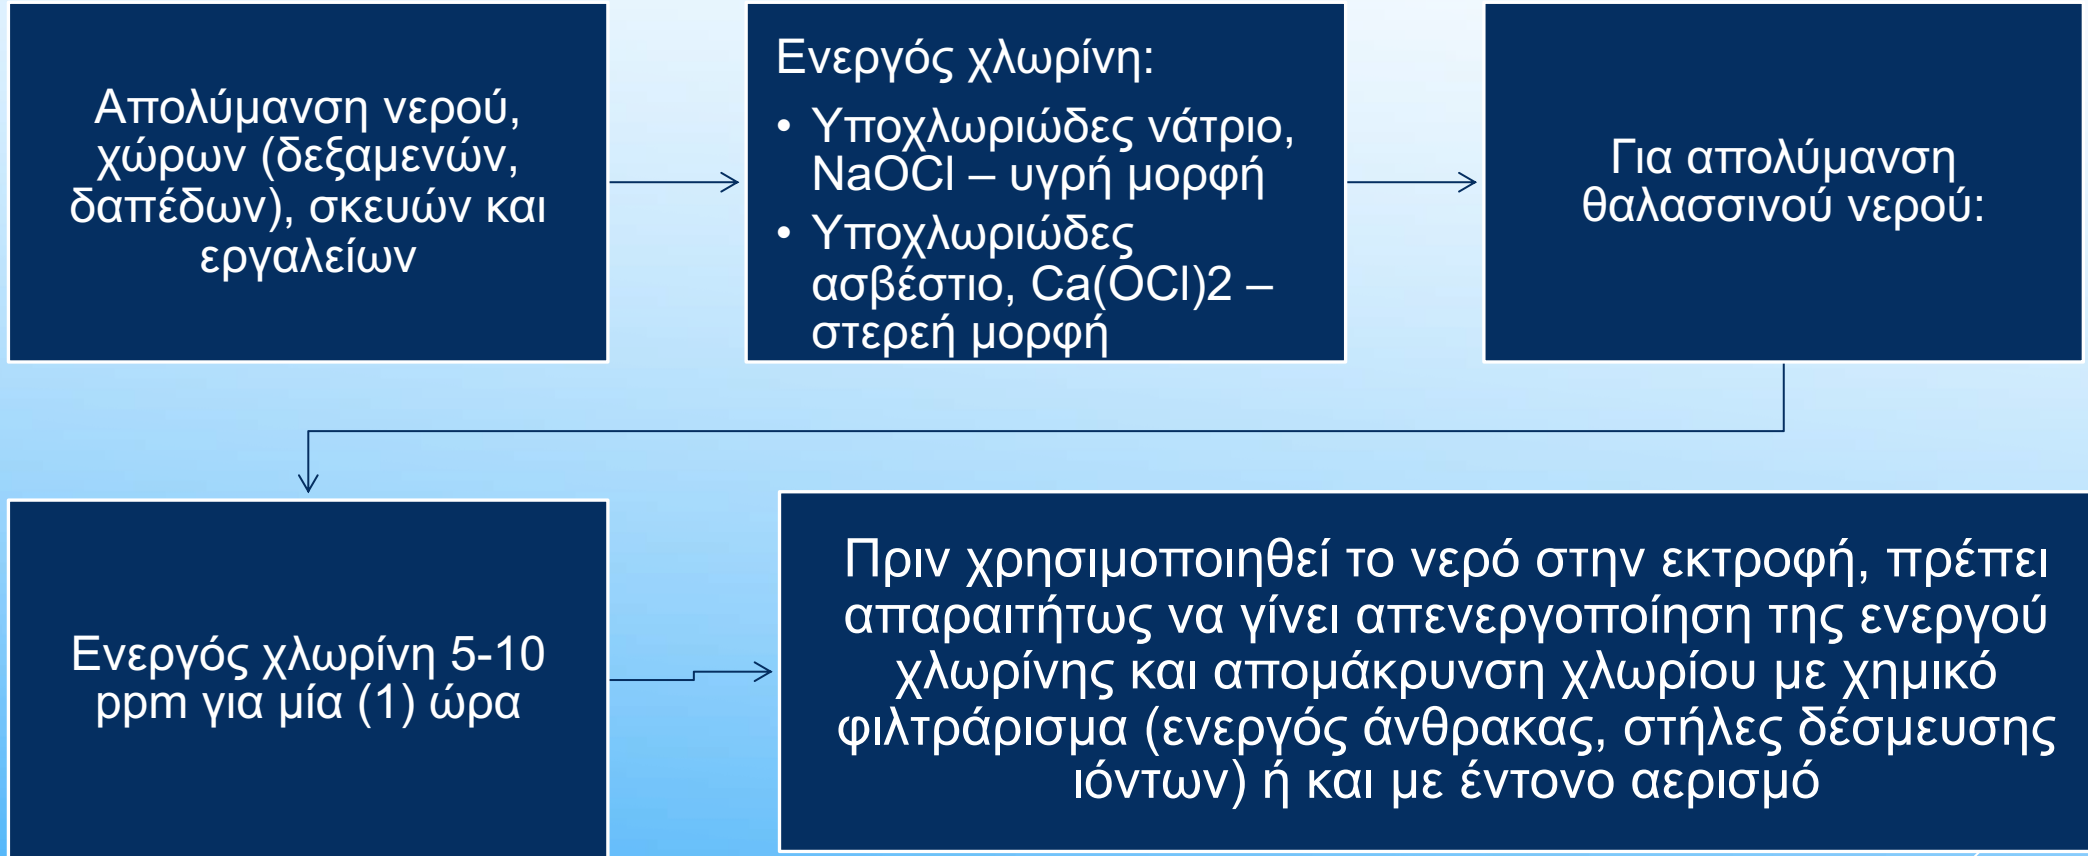 Απολύμανση νερού,
χώρων (δεξαμενών,
δαπέδων), σκευών και
εργαλείων
Ενεργός χλωρίνη:
• Υποχλωριώδες νάτριο,
NaOCl – υγρή μορφή
• Υποχλωριώδες
ασβέστιο, Ca(OCl)2 –
στερεή μορφή
Για απολύμανση
θαλασσινού νερού:
Ενεργός χλωρίνη 5-10
ppm για μία (1) ώρα
Πριν χρησιμοποιηθεί το νερό στην εκτροφή, πρέπει
απαραιτήτως να γίνει απενεργοποίηση της ενεργού
χλωρίνης και απομάκρυνση χλωρίου με χημικό
φιλτράρισμα (ενεργός άνθρακας, στήλες δέσμευσης
ιόντων) ή και με έντονο αερισμό